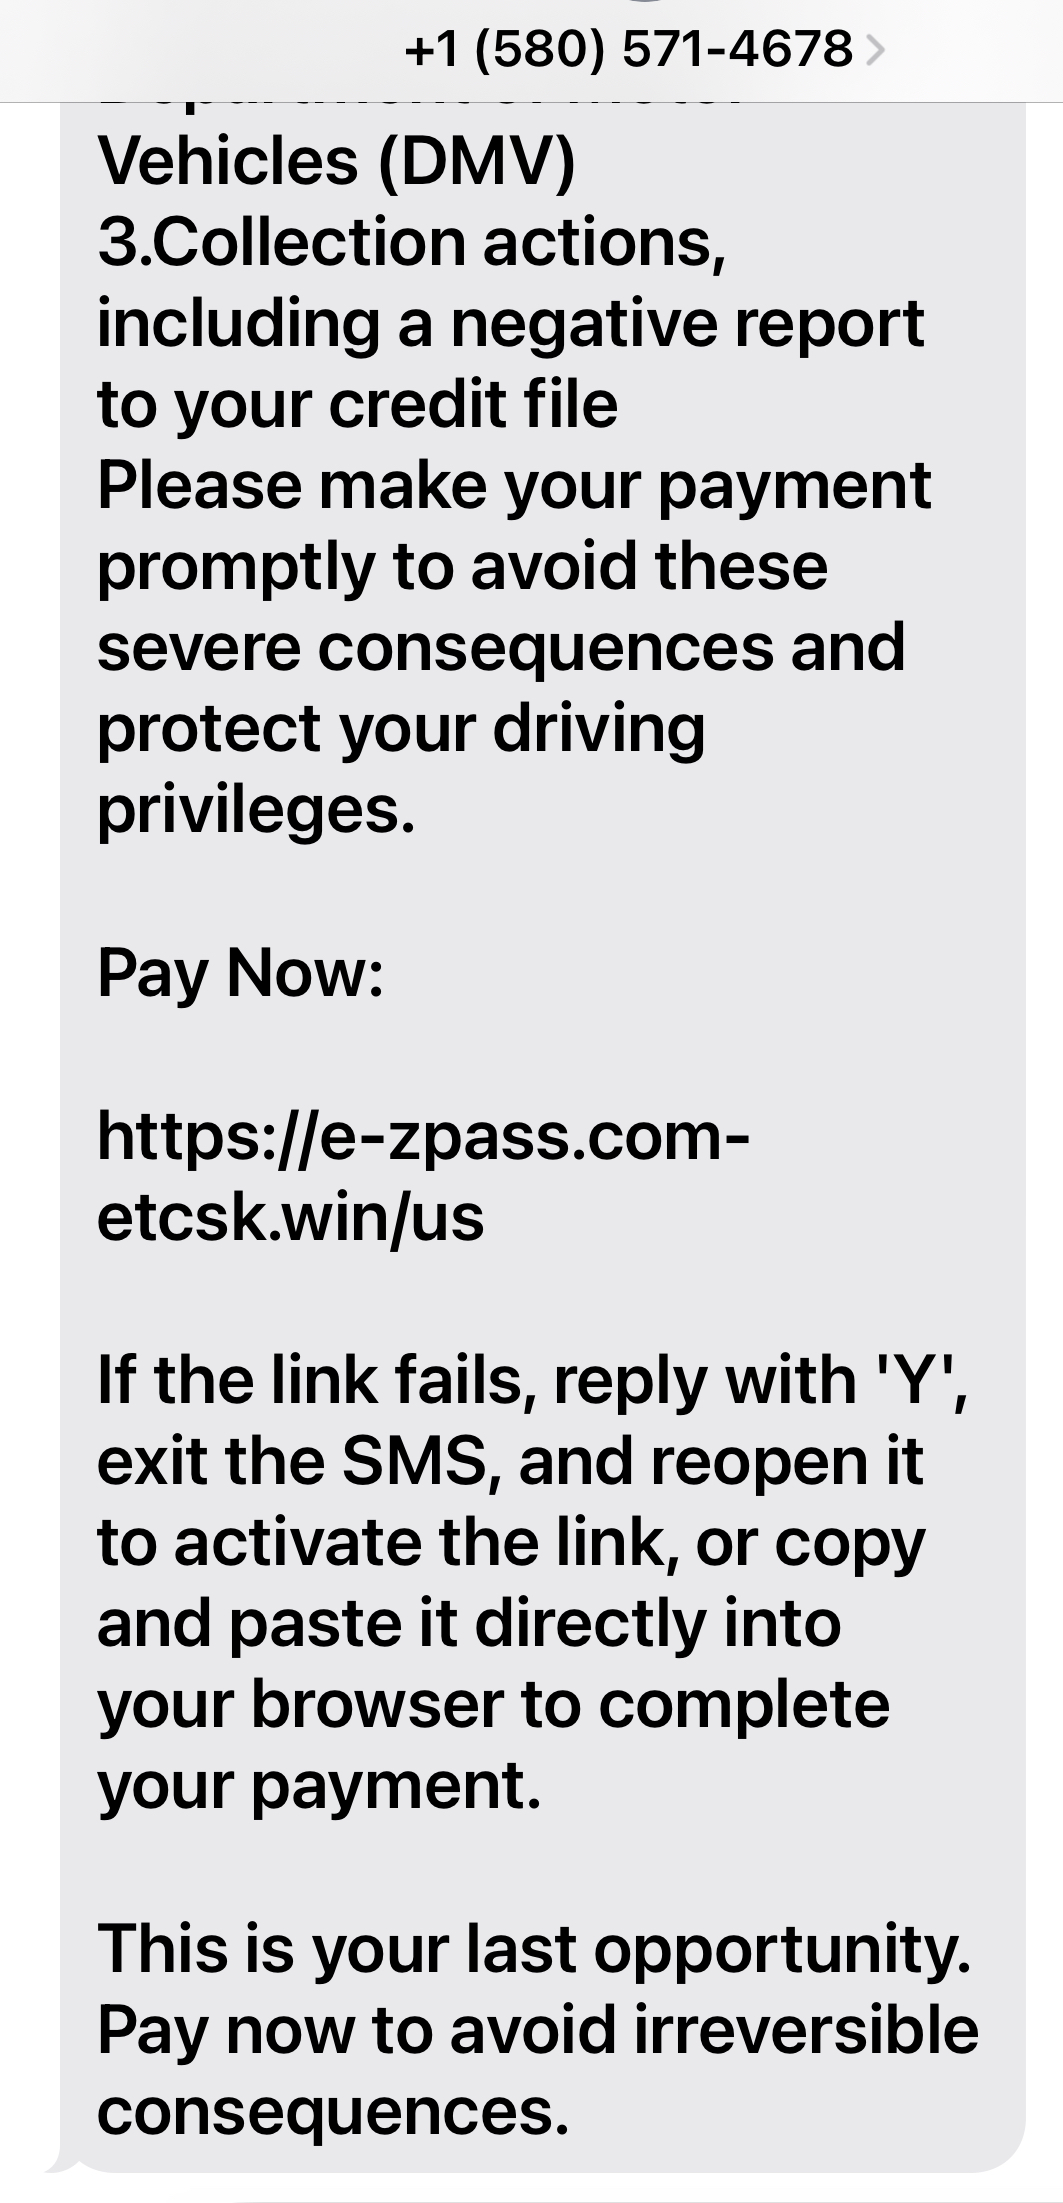 +1 (580) 571-4678
Vehicles (DMV)
3.Collection actions,
including a negative report
to your credit file
Please make your payment
promptly to avoid these
severe consequences and
protect your driving
privileges.
Pay Now:
https://e-zpass.com-
etcsk.win/us
If the link fails, reply with 'Y',
exit the SMS, and reopen it
to activate the link, or copy
and paste it directly into
your browser to complete
your payment.
This is your last opportunity.
Pay now to avoid irreversible
consequences.